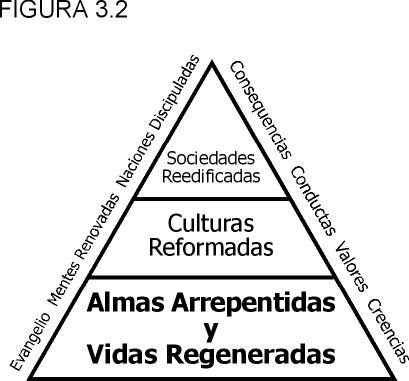 FIGURA 3.2
Evangelio Mentes Renovadas Naciones Discipuladas
Consequencias Conductas Valores Creencias
Sociedades
Reedificadas
Culturas
Reformadas
Almas Arrepentidas
y
Vidas Regeneradas